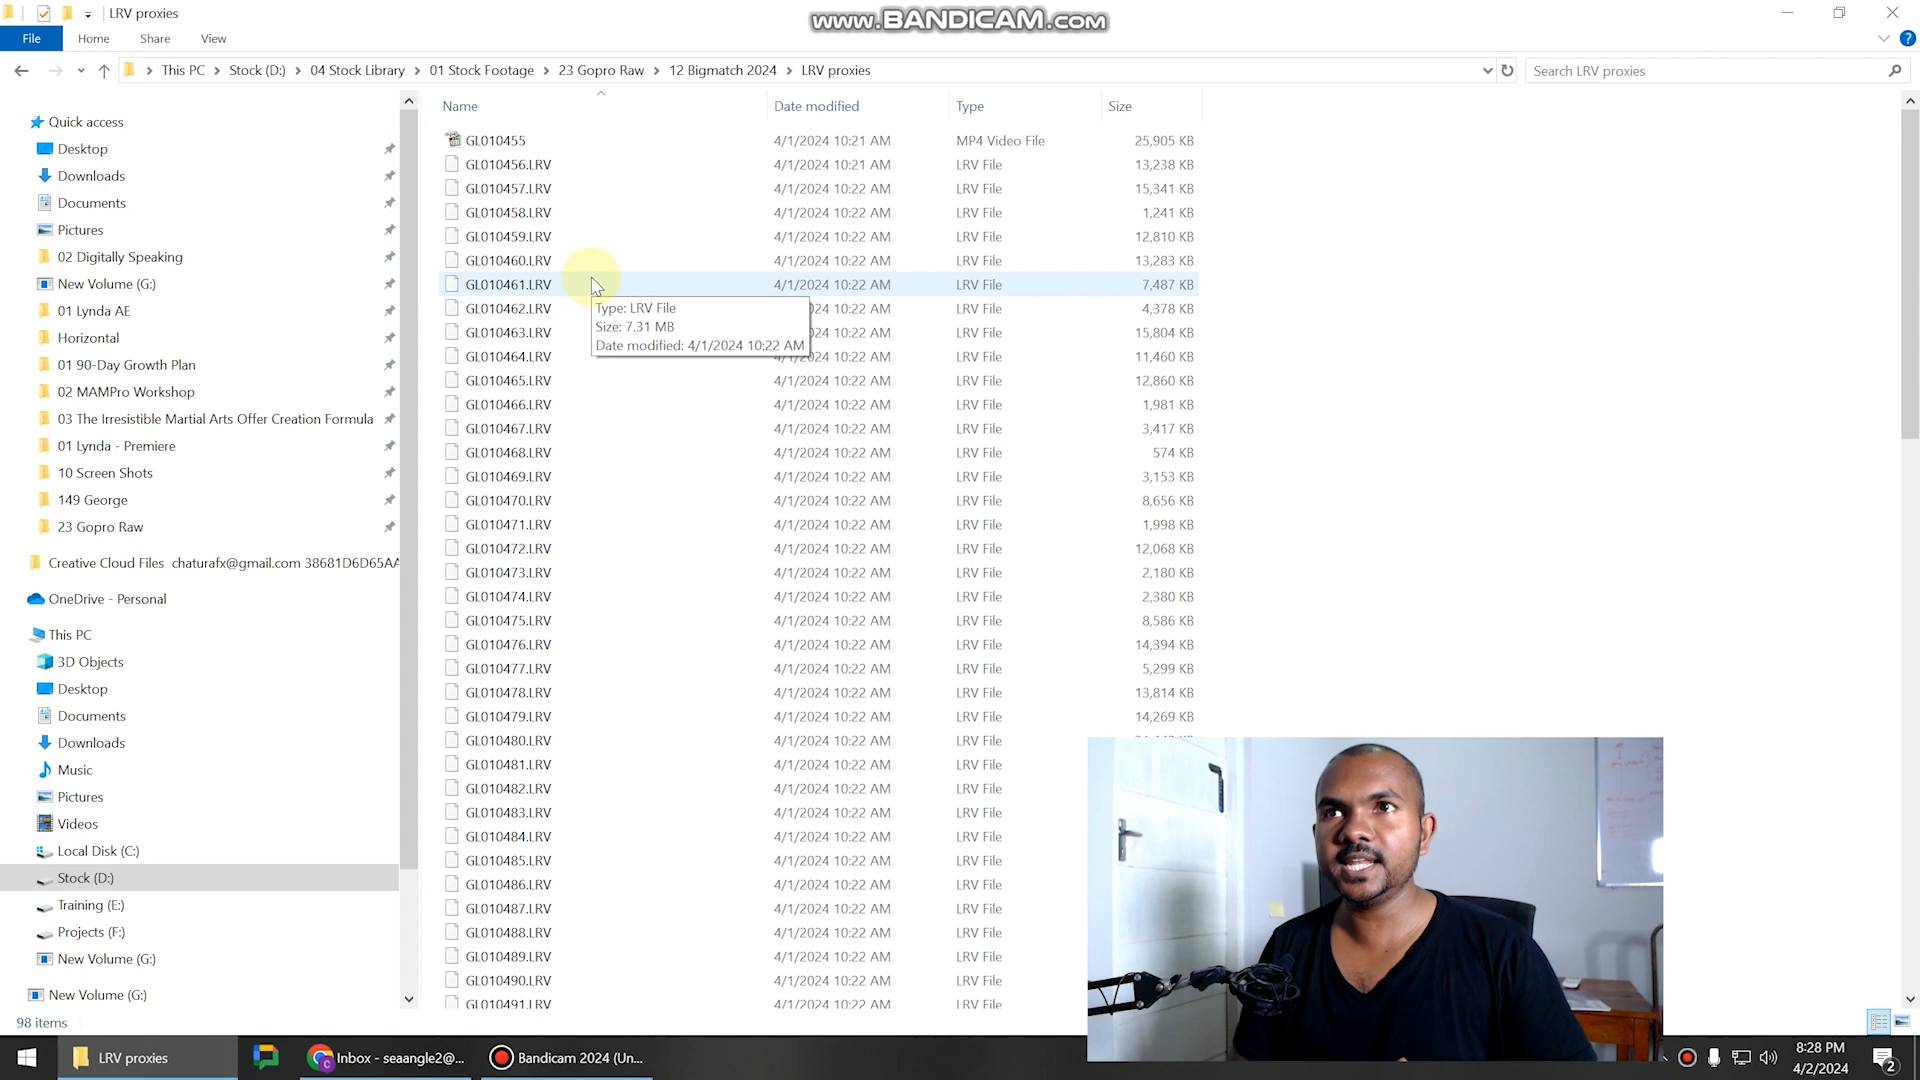 LRV proxies
www.BANDICAM.com
File Home Share View
This PC Stock (D:) 04 Stock Library 01 Stock Footage 23 Gopro Raw 12 Bigmatch 2024 LRV proxies
Search LRV proxies
Quick access
Desktop
Downloads
Documents
Pictures
02 Digitally Speaking
New Volume (G:)
01 Lynda AE
Horizontal
01 90-Day Growth Plan
02 MAMPro Workshop
03 The Irresistible Martial Arts Offer Creation Formula
01 Lynda - Premiere
10 Screen Shots
149 George
23 Gopro Raw
Creative Cloud Files chaturafx@gmail.com 38681D6D65AA
OneDrive - Personal
This PC
3D Objects
Desktop
Documents
Downloads
Music
Pictures
Videos
Local Disk (C:)
Stock (D:)
Training (E:)
Projects (F:)
New Volume (G:)
New Volume (G:)
Name Date modified Type Size
GL010455 4/1/2024 10:21 AM MP4 Video File 25,905 KB
GL010456.LRV 4/1/2024 10:21 AM LRV File 13,238 KB
GL010457.LRV 4/1/2024 10:22 AM LRV File 15,341 KB
GL010458.LRV 4/1/2024 10:22 AM LRV File 1,241 KB
GL010459.LRV 4/1/2024 10:22 AM LRV File 12,810 KB
GL010460.LRV 4/1/2024 10:22 AM LRV File 13,283 KB
GL010461.LRV 4/1/2024 10:22 AM LRV File 7,487 KB
GL010462.LRV 2024 10:22 AM LRV File 4,378 KB
GL010463.LRV 2024 10:22 AM LRV File 15,804 KB
GL010464.LRV 4/1/2024 10:22 AM LRV File 11,460 KB
Type: LRV File
Size: 7.31 MB
Date modified: 4/1/2024 10:22 AM
GL010465.LRV 4/1/2024 10:22 AM LRV File 12,860 KB
GL010466.LRV 4/1/2024 10:22 AM LRV File 1,981 KB
GL010467.LRV 4/1/2024 10:22 AM LRV File 3,417 KB
GL010468.LRV 4/1/2024 10:22 AM LRV File 574 KB
GL010469.LRV 4/1/2024 10:22 AM LRV File 3,153 KB
GL010470.LRV 4/1/2024 10:22 AM LRV File 8,656 KB
GL010471.LRV 4/1/2024 10:22 AM LRV File 1,998 KB
GL010472.LRV 4/1/2024 10:22 AM LRV File 12,068 KB
GL010473.LRV 4/1/2024 10:22 AM LRV File 2,180 KB
GL010474.LRV 4/1/2024 10:22 AM LRV File 2,380 KB
GL010475.LRV 4/1/2024 10:22 AM LRV File 8,586 KB
GL010476.LRV 4/1/2024 10:22 AM LRV File 14,394 KB
GL010477.LRV 4/1/2024 10:22 AM LRV File 5,299 KB
GL010478.LRV 4/1/2024 10:22 AM LRV File 13,814 KB
GL010479.LRV 4/1/2024 10:22 AM LRV File 14,269 KB
GL010480.LRV 4/1/2024 10:22 AM LRV File
GL010481.LRV 4/1/2024 10:22 AM LRV File
GL010482.LRV 4/1/2024 10:22 AM LRV File
GL010483.LRV 4/1/2024 10:22 AM LRV File
GL010484.LRV 4/1/2024 10:22 AM LRV File
GL010485.LRV 4/1/2024 10:22 AM LRV File
GL010486.LRV 4/1/2024 10:22 AM LRV File
GL010487.LRV 4/1/2024 10:22 AM LRV File
GL010488.LRV 4/1/2024 10:22 AM LRV File
GL010489.LRV 4/1/2024 10:22 AM LRV File
GL010490.LRV 4/1/2024 10:22 AM LRV File
GL010491.LRV 4/1/2024 10:22 AM LRV File
98 items
LRV proxies
Inbox - seaangle2@...
Bandicam 2024 (Un...
8:28 PM
4/2/2024
2